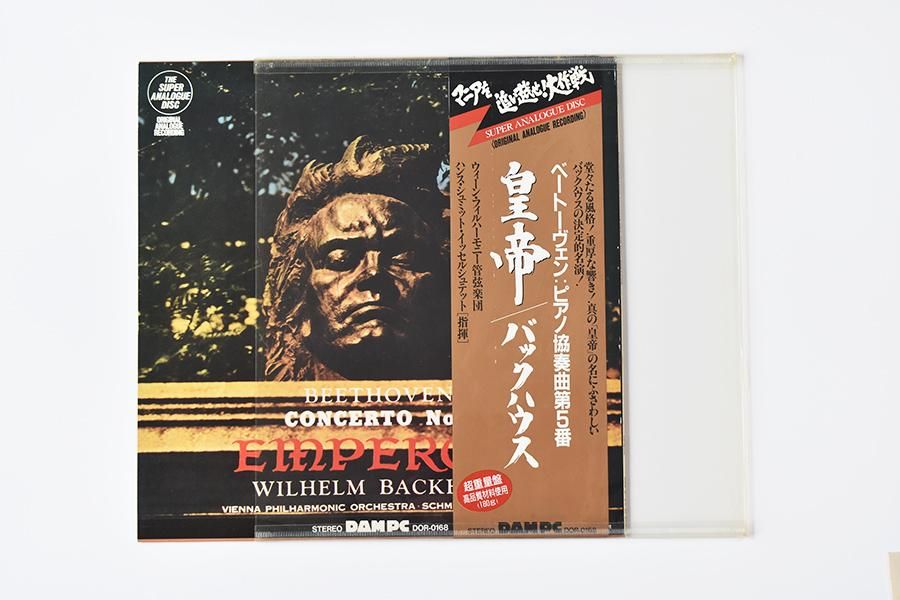 THE
SUPER
ANALOGUE
DISC
ORIGINAL
ANALOGUE
RECORDING
BEETHOVEN
CONCERTO No
EMPERO
WILHELM BACK
VIENNA PHILHARMONIC ORCHESTRA · SCHM
STEREO DAM PC DOR-0168
マニアを追い越せ!大作戦
SUPER ANALOGUE DISC
(ORIGINAL ANALOGUE RECORDING)
堂々たる風格!重厚な響き!真の「皇帝」の名にふさわしい
バックハウスの決定的名演!
ベートーヴェン:ピアノ協奏曲第5番
皇帝/バックハウス
ウィーン・フィルハーモニー管弦楽団
ハンス・シュミット・イッセルシュテット[指揮]
超重量盤
高品質材料使用
(180g)
STEREO DAM PC DOR-0168